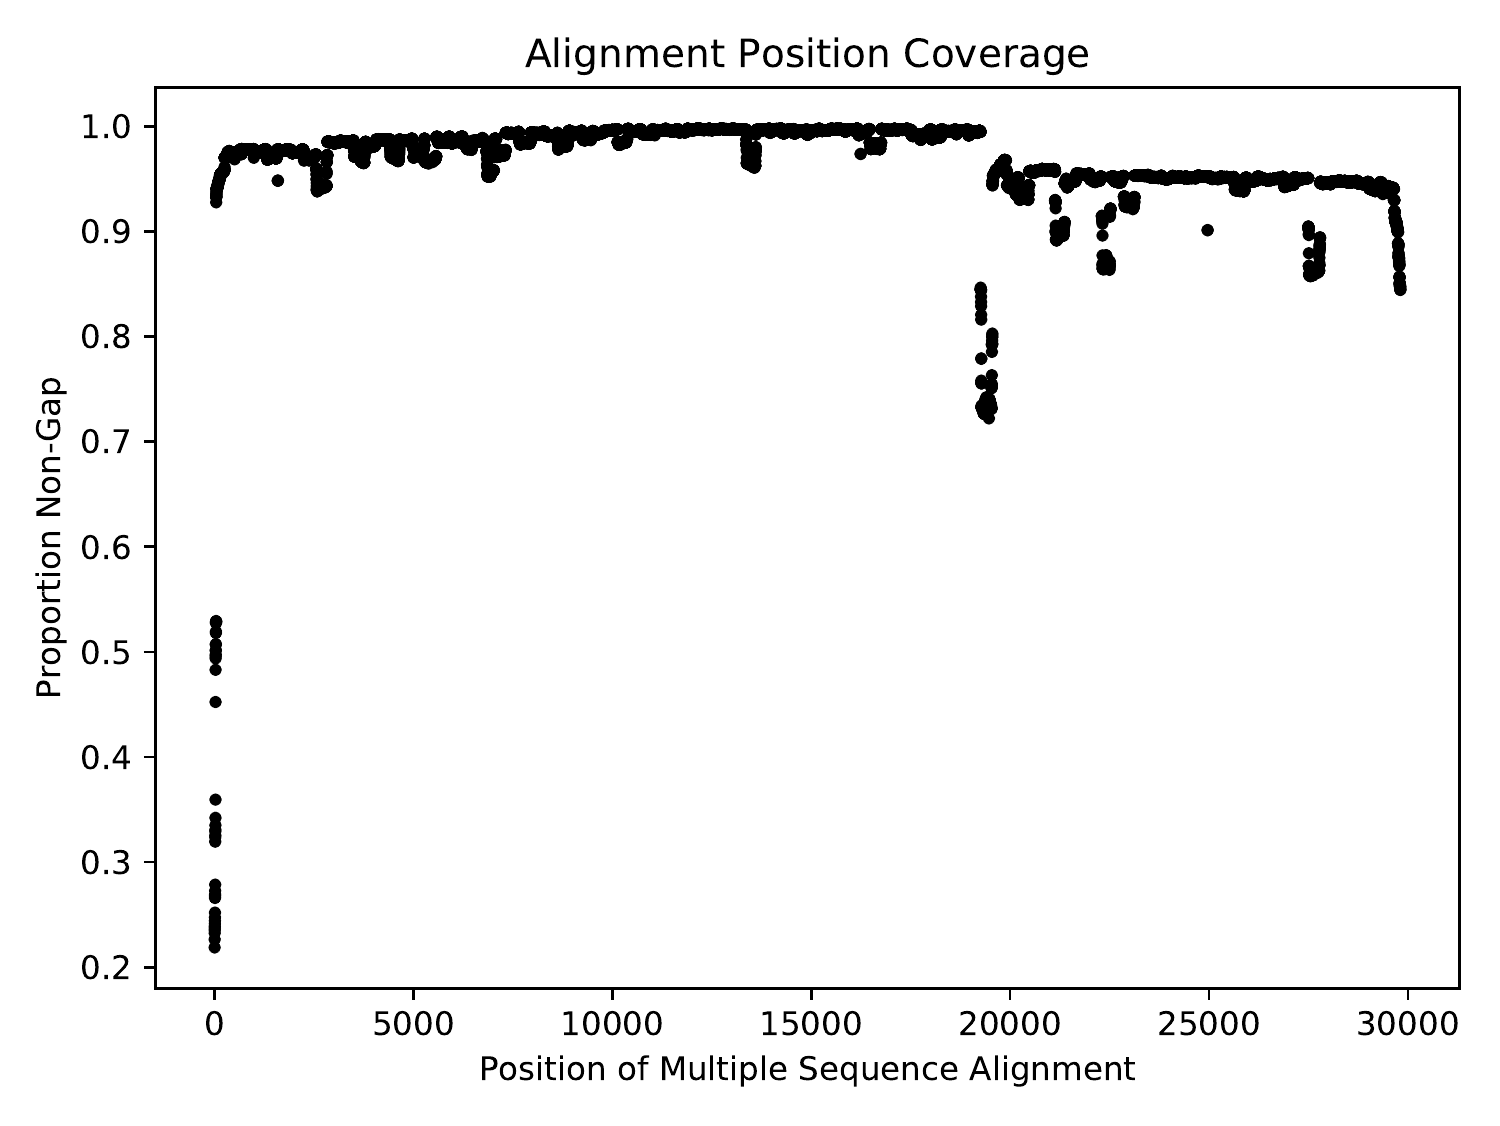 Alignment Position Coverage
Proportion Non-Gap
1.0
0.9
0.8
0.7
0.6
0.5
0.4
0.3
0.2
0 5000 10000 15000 20000 25000 30000
Position of Multiple Sequence Alignment